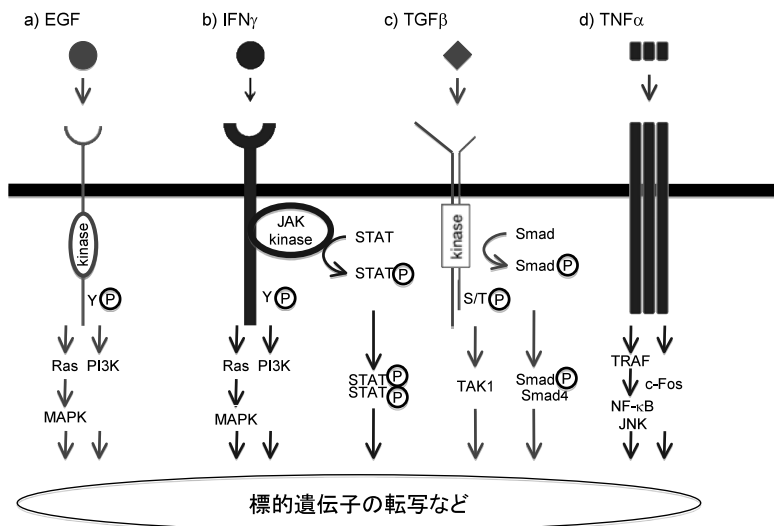 a) EGF
b) IFNγ
c) TGFβ
d) TNFα
kinase
Y P
Ras PI3K
MAPK
JAK
kinase
STAT
STAT P
Y P
Ras PI3K
MAPK
STAT P
STAT P
kinase
Smad
Smad P
S/T P
TAK1
Smad P
Smad4
TRAF
c-Fos
NF-κB
JNK
標的遺伝子の転写など